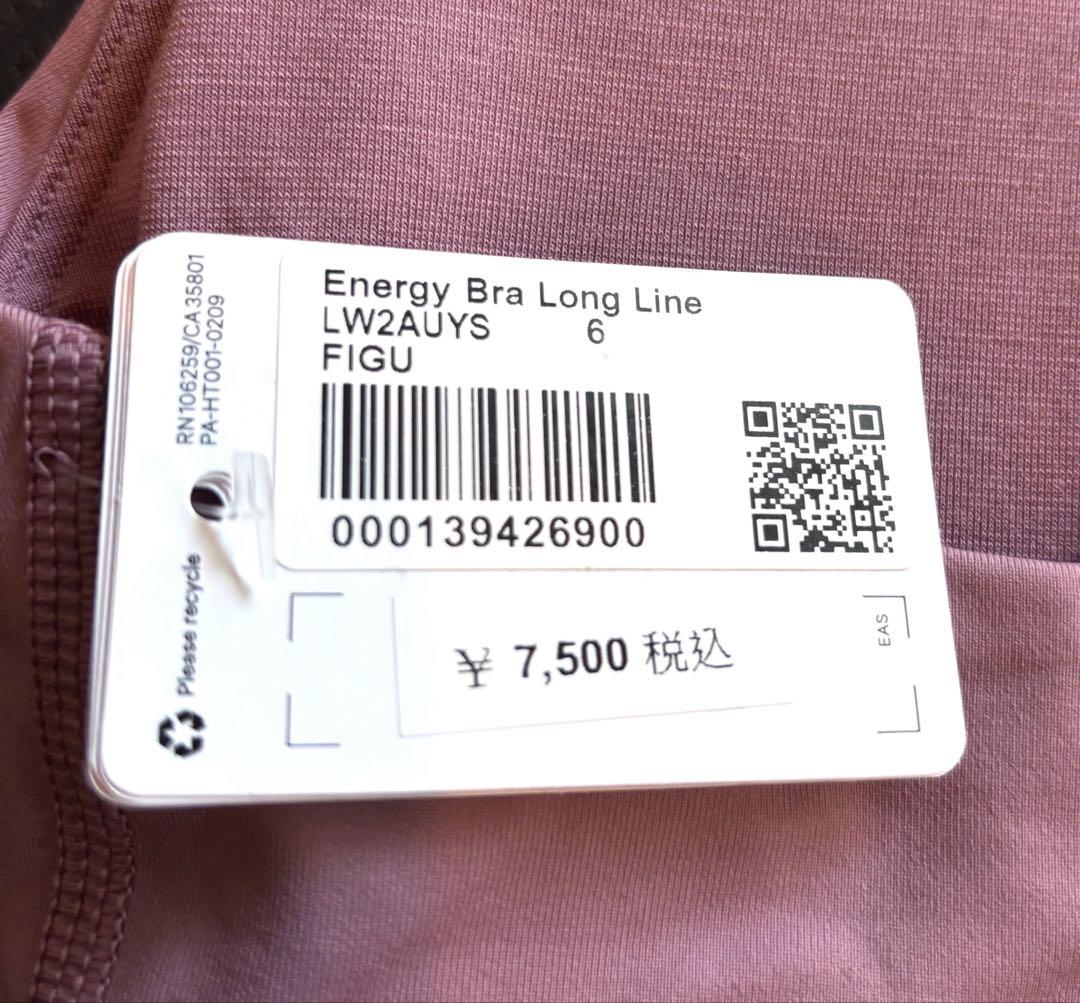 Energy Bra Long Line
LW2AUYS 6
FIGU
000139426900
RN106259/CA35801
PA-HT001-0209
Please recycle
¥ 7,500 税込
EAS